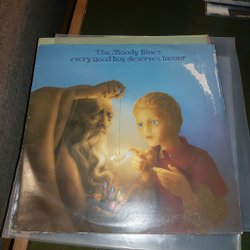 The Moody Blues
every good boy deserves favour